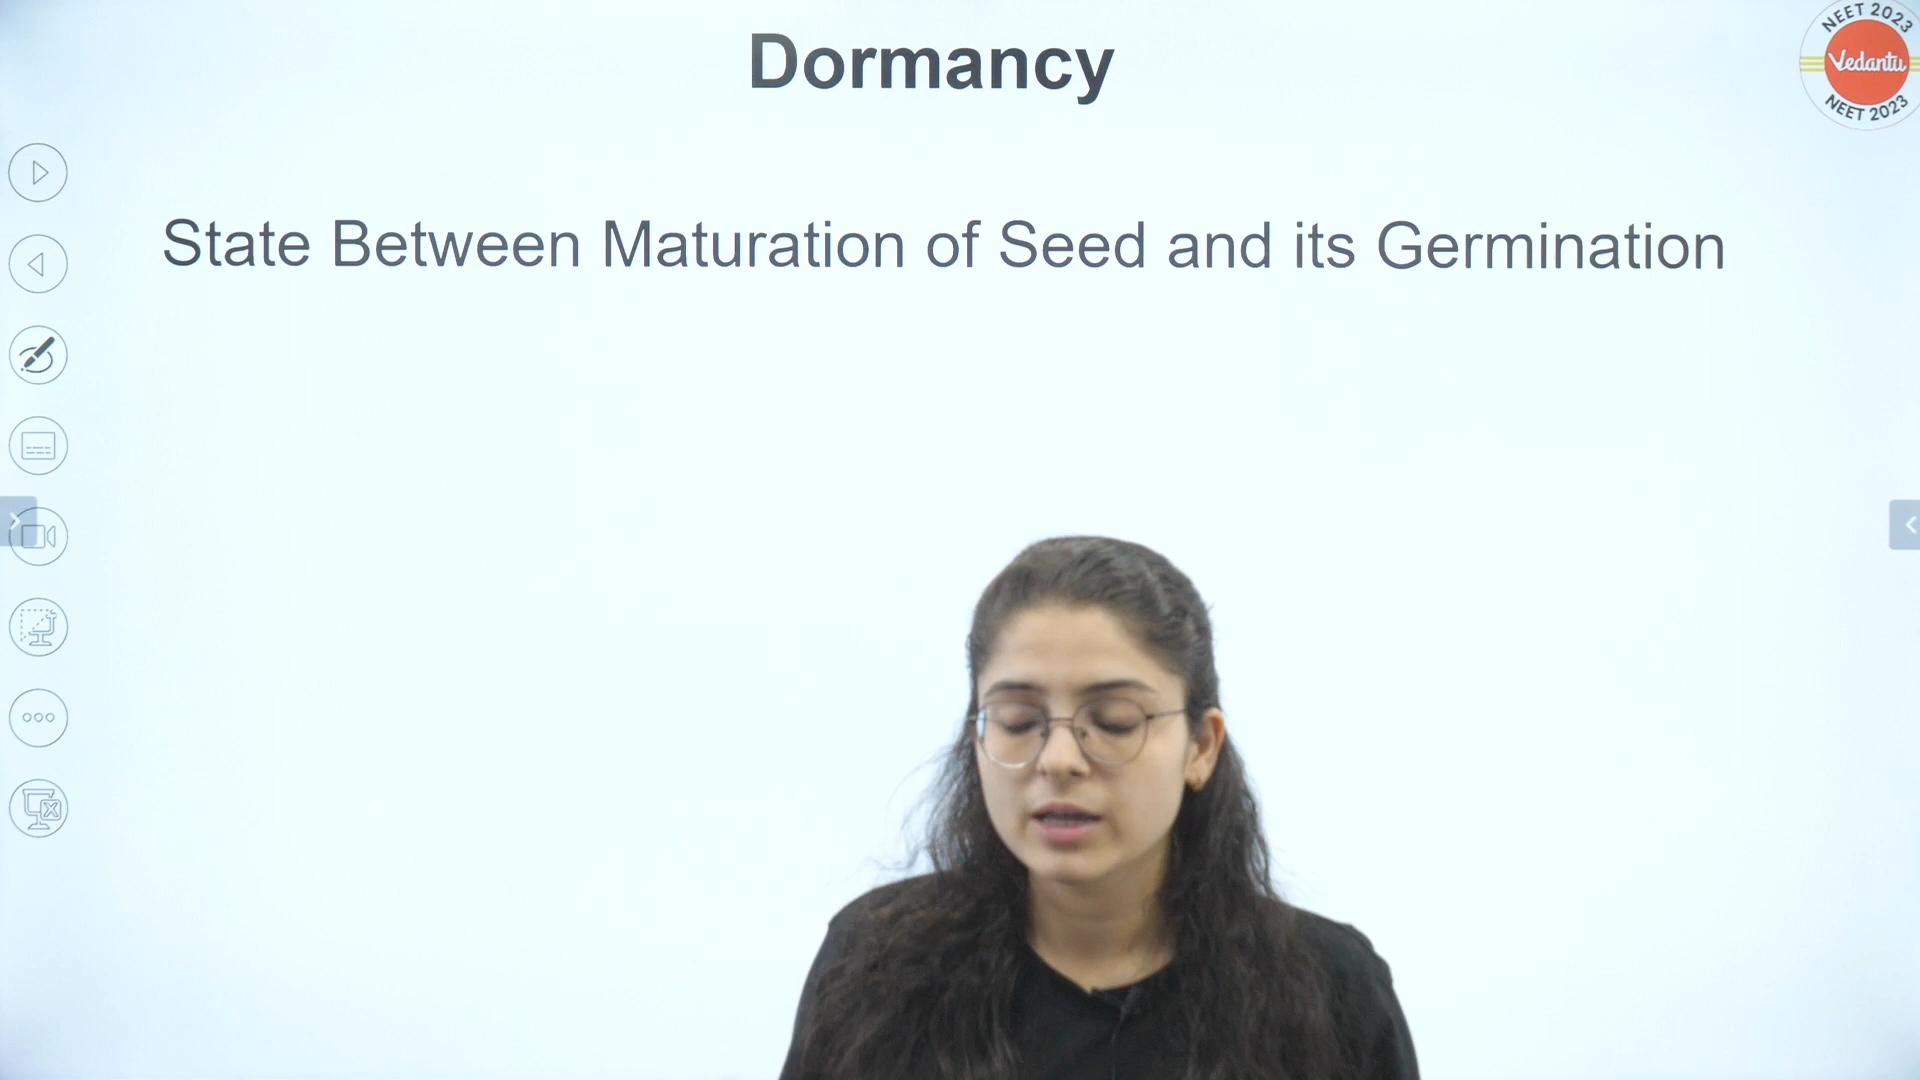 Dormancy
NEET 2023
Vedantu
NEET 2023
State Between Maturation of Seed and its Germination